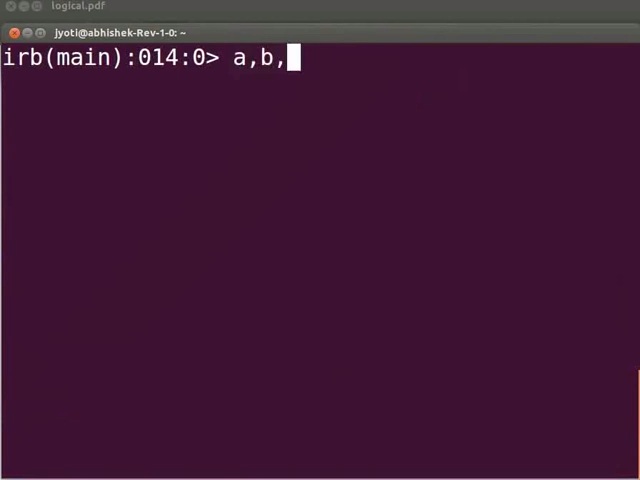 logical.pdf
jyoti@abhishek-Rev-1-0: ~
irb(main):014:0> a,b,